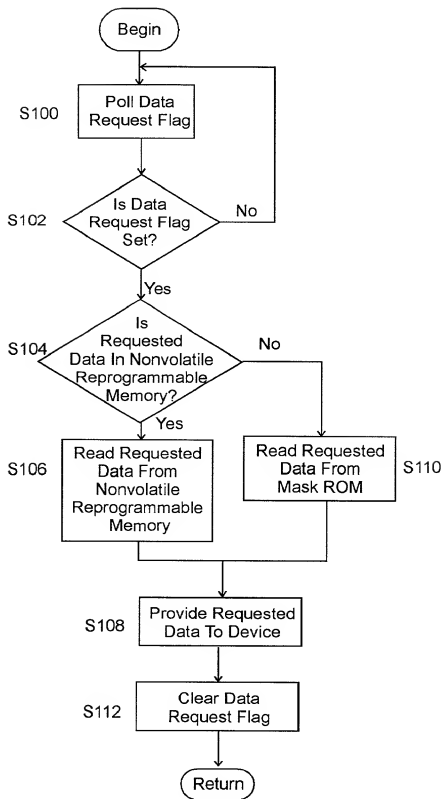 Begin
S100
Poll Data
Request Flag
S102
Is Data
Request Flag
Set?
No
Yes
S104
Is
Requested
Data In Nonvolatile
Reprogrammable
Memory?
No
Yes
S106
Read Requested
Data From
Nonvolatile
Reprogrammable
Memory
Read Requested
Data From
Mask ROM
S110
S108
Provide Requested
Data To Device
S112
Clear Data
Request Flag
Return